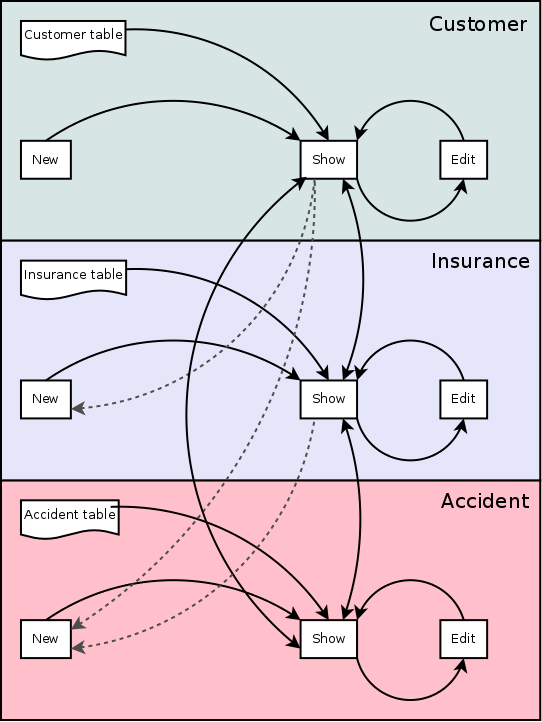 Customer
Customer table
New
Show
Edit
Insurance
Insurance table
New
Show
Edit
Accident
Accident table
New
Show
Edit